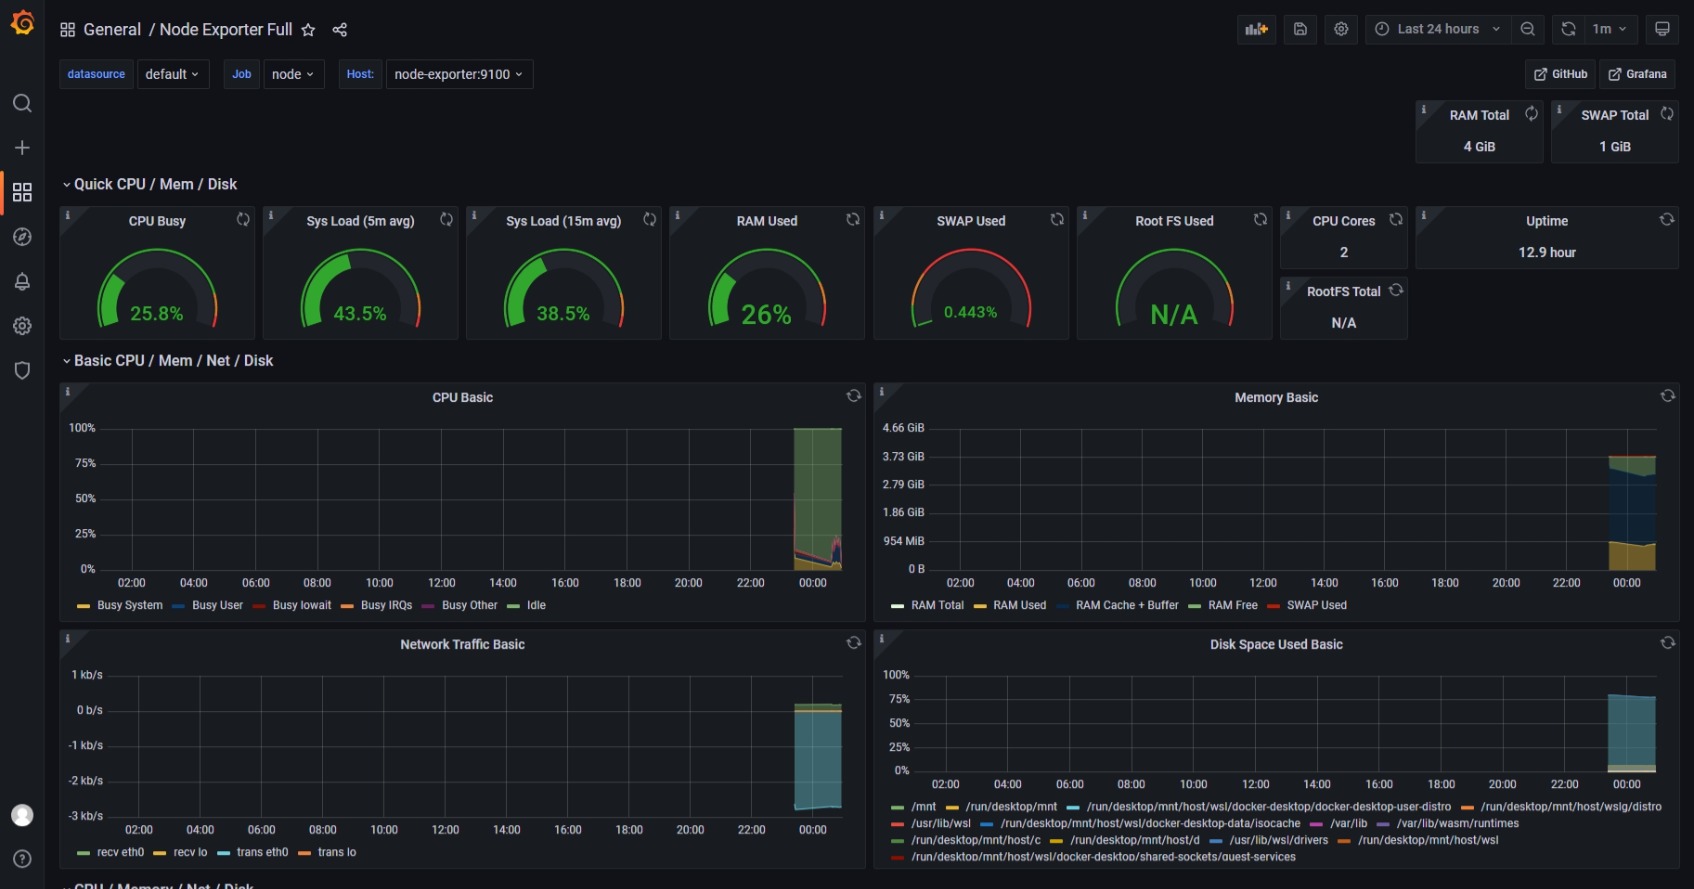 General / Node Exporter Full
Last 24 hours
1m
datasource default Job node Host: node-exporter:9100
GitHub Grafana
RAM Total
4 GiB
SWAP Total
1 GiB
Quick CPU / Mem / Disk
CPU Busy
25.8%
Sys Load (5m avg)
43.5%
Sys Load (15m avg)
38.5%
RAM Used
26%
SWAP Used
0.443%
Root FS Used
N/A
CPU Cores
2
RootFS Total
N/A
Uptime
12.9 hour
Basic CPU / Mem / Net / Disk
CPU Basic
100%
75%
50%
25%
0%
02:00 04:00 06:00 08:00 10:00 12:00 14:00 16:00 18:00 20:00 22:00 00:00
Busy System Busy User Busy Iowait Busy IRQs Busy Other Idle
Memory Basic
4.66 GiB
3.73 GiB
2.79 GiB
1.86 GiB
954 MiB
0 B
02:00 04:00 06:00 08:00 10:00 12:00 14:00 16:00 18:00 20:00 22:00 00:00
RAM Total RAM Used RAM Cache + Buffer RAM Free SWAP Used
Network Traffic Basic
1 kb/s
0 b/s
-1 kb/s
-2 kb/s
-3 kb/s
02:00 04:00 06:00 08:00 10:00 12:00 14:00 16:00 18:00 20:00 22:00 00:00
recv eth0 recv lo trans eth0 trans lo
Disk Space Used Basic
100%
75%
50%
25%
0%
02:00 04:00 06:00 08:00 10:00 12:00 14:00 16:00 18:00 20:00 22:00 00:00
/mnt /run/desktop/mnt /run/desktop/mnt/host/wsl/docker-desktop/docker-desktop-user-distro /run/desktop/mnt/host/wslg/distro
/usr/lib/wsl /run/desktop/mnt/host/wsl/docker-desktop-data/isocache /var/lib /var/lib/wasm/runtimes
/run/desktop/mnt/host/c /run/desktop/mnt/host/d /usr/lib/wsl/drivers /run/desktop/mnt/host/wsl
/run/desktop/mnt/host/wsl/docker-desktop/shared-sockets/guest-services
CPU / Memory / Net / Disk